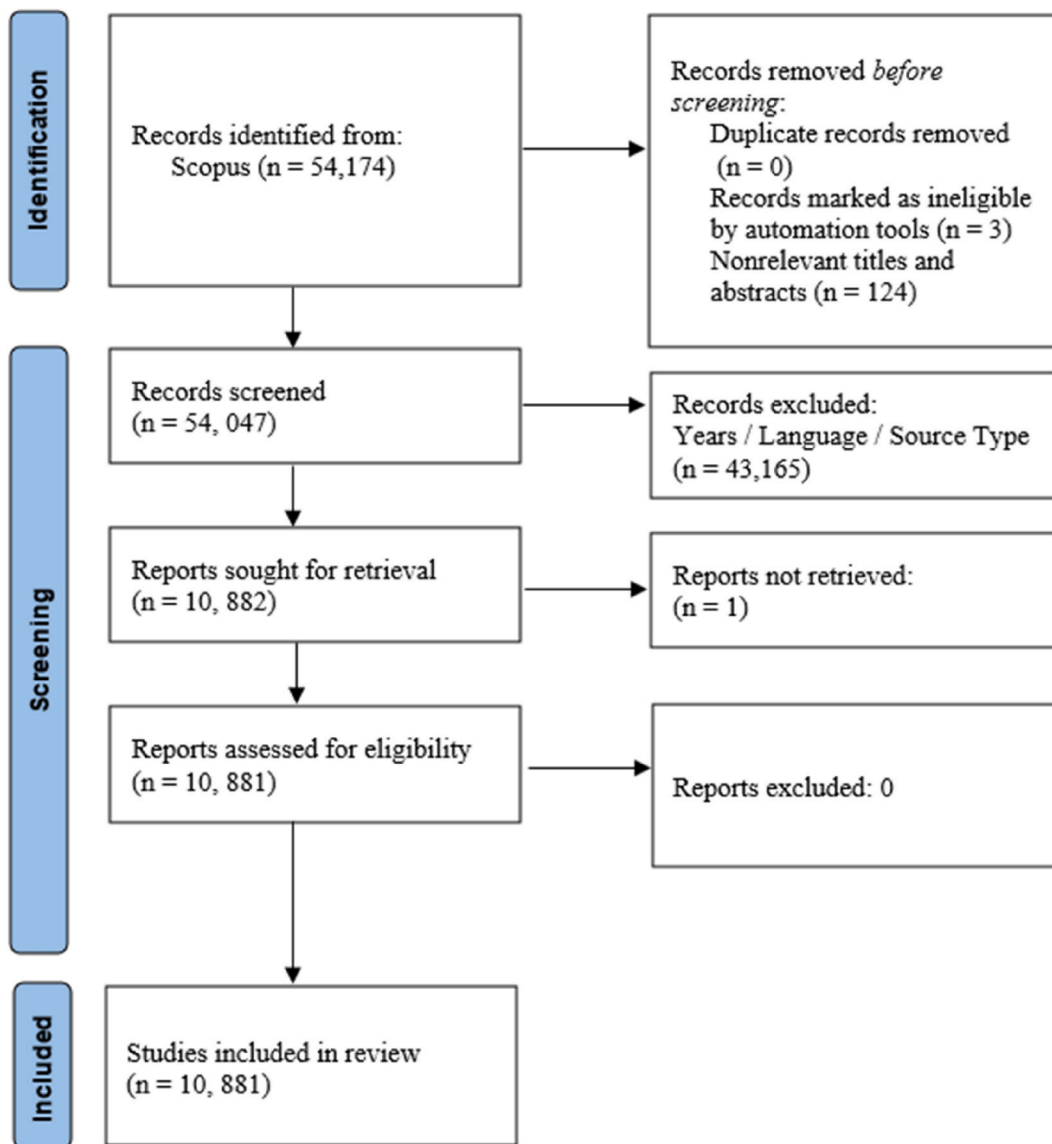 Identification
Records identified from:
Scopus (n = 54,174)
Records removed before
screening:
Duplicate records removed
(n = 0)
Records marked as ineligible
by automation tools (n = 3)
Nonrelevant titles and
abstracts (n = 124)
Screening
Records screened
(n = 54, 047)
Records excluded:
Years / Language / Source Type
(n = 43,165)
Reports sought for retrieval
(n = 10, 882)
Reports not retrieved:
(n = 1)
Reports assessed for eligibility
(n = 10, 881)
Reports excluded: 0
Included
Studies included in review
(n = 10, 881)